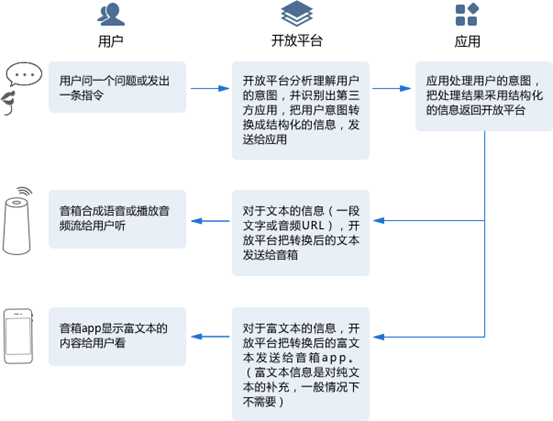 用户
开放平台
应用
用户问一个问题或发出
一条指令
开放平台分析理解用户
的意图，并识别出第三
方应用，把用户意图转
换成结构化的信息，发
送给应用
应用处理用户的意图，
把处理结果采用结构化
的信息返回开放平台
音箱合成语音或播放音
频流给用户听
对于文本的信息（一段
文字或音频URL），开
放平台把转换后的文本
发送给音箱
音箱app显示富文本的
内容给用户看
对于富文本的信息，开
放平台把转换后的富文
本发送给音箱app。
（富文本信息是对纯文
本的补充，一般情况下
不需要）